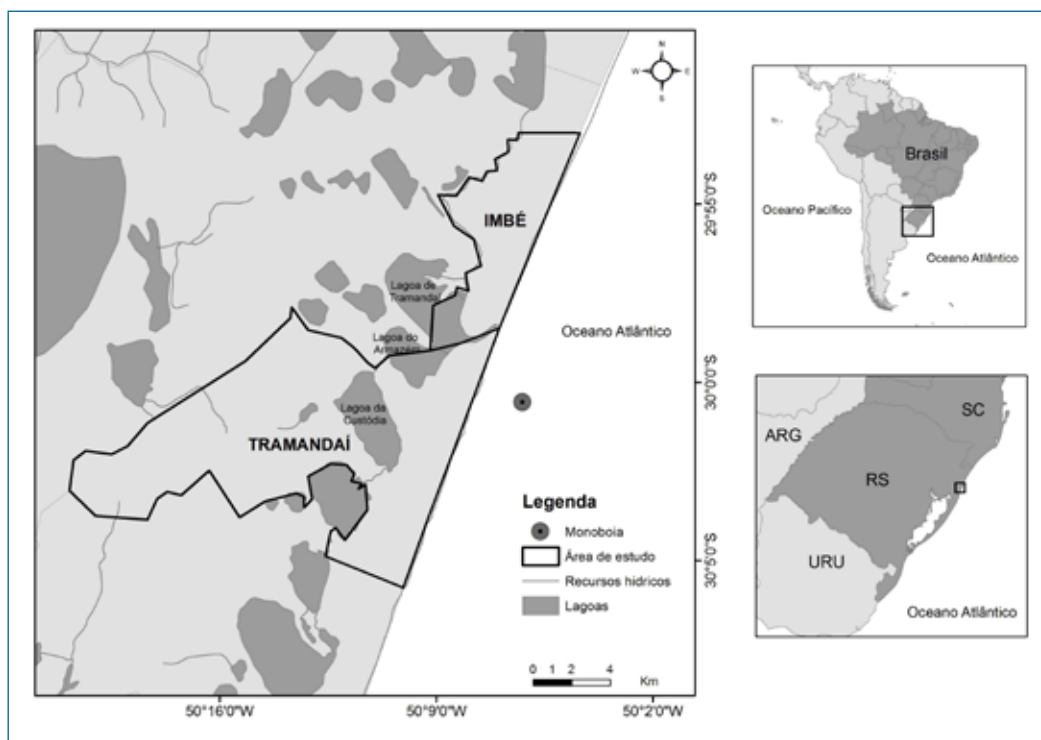 N
W E
S
IMBÉ
29°55'0"S
Lagoa de
Tramandaí
Oceano Atlântico
Lagoa do
Armazém
30°0'0"S
Lagoa da
Custódia
TRAMANDAÍ
Legenda
Monoboia
Área de estudo
Recursos hídricos
Lagoas
30°5'0"S
0 1 2 4
Km
50°16'0"W
50°9'0"W
50°2'0"W
Brasil
Oceano Pacífico
Oceano Atlântico
SC
ARG
RS
URU
Oceano Atlântico